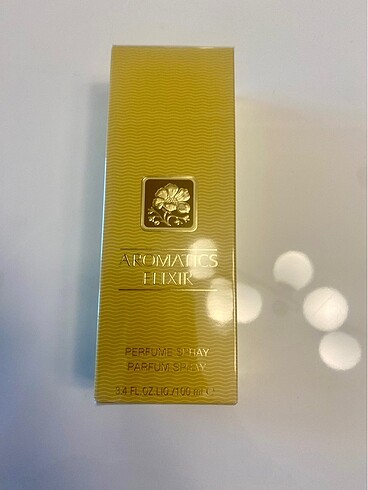 AROMATICS
ELIXIR
PERFUME SPRAY
PARFUM SPRAY
3.4 FL.OZ.LIQ./100 ml ℮